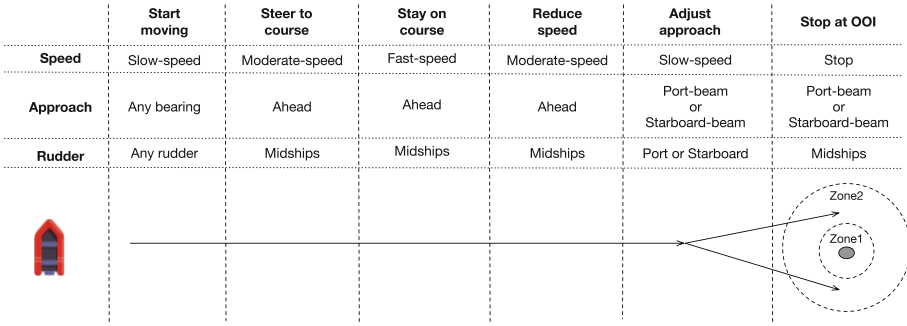 Start moving
Steer to course
Stay on course
Reduce speed
Adjust approach
Stop at OOI
Speed
Slow-speed
Moderate-speed
Fast-speed
Moderate-speed
Slow-speed
Stop
Approach
Any bearing
Ahead
Ahead
Ahead
Port-beam
or
Starboard-beam
Port-beam
or
Starboard-beam
Rudder
Any rudder
Midships
Midships
Midships
Port or Starboard
Midships
Zone2
Zone1